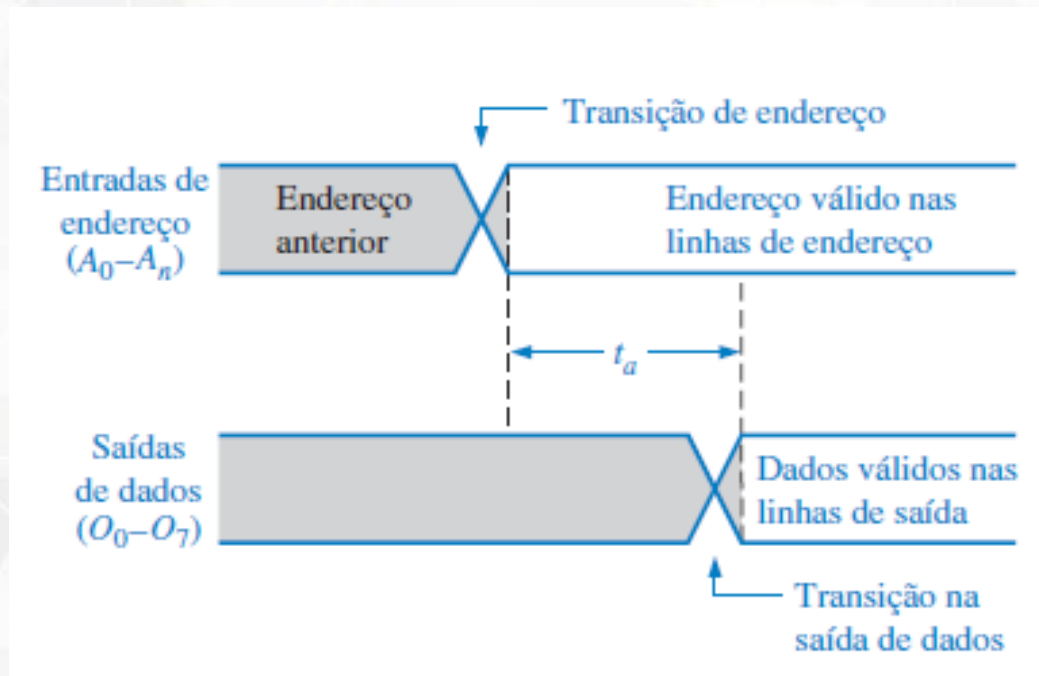 Transição de endereço
Entradas de
endereço
(A₀–Aₙ)
Endereço
anterior
Endereço válido nas
linhas de endereço
tₐ
Saídas
de dados
(O₀–O₇)
Dados válidos nas
linhas de saída
Transição na
saída de dados